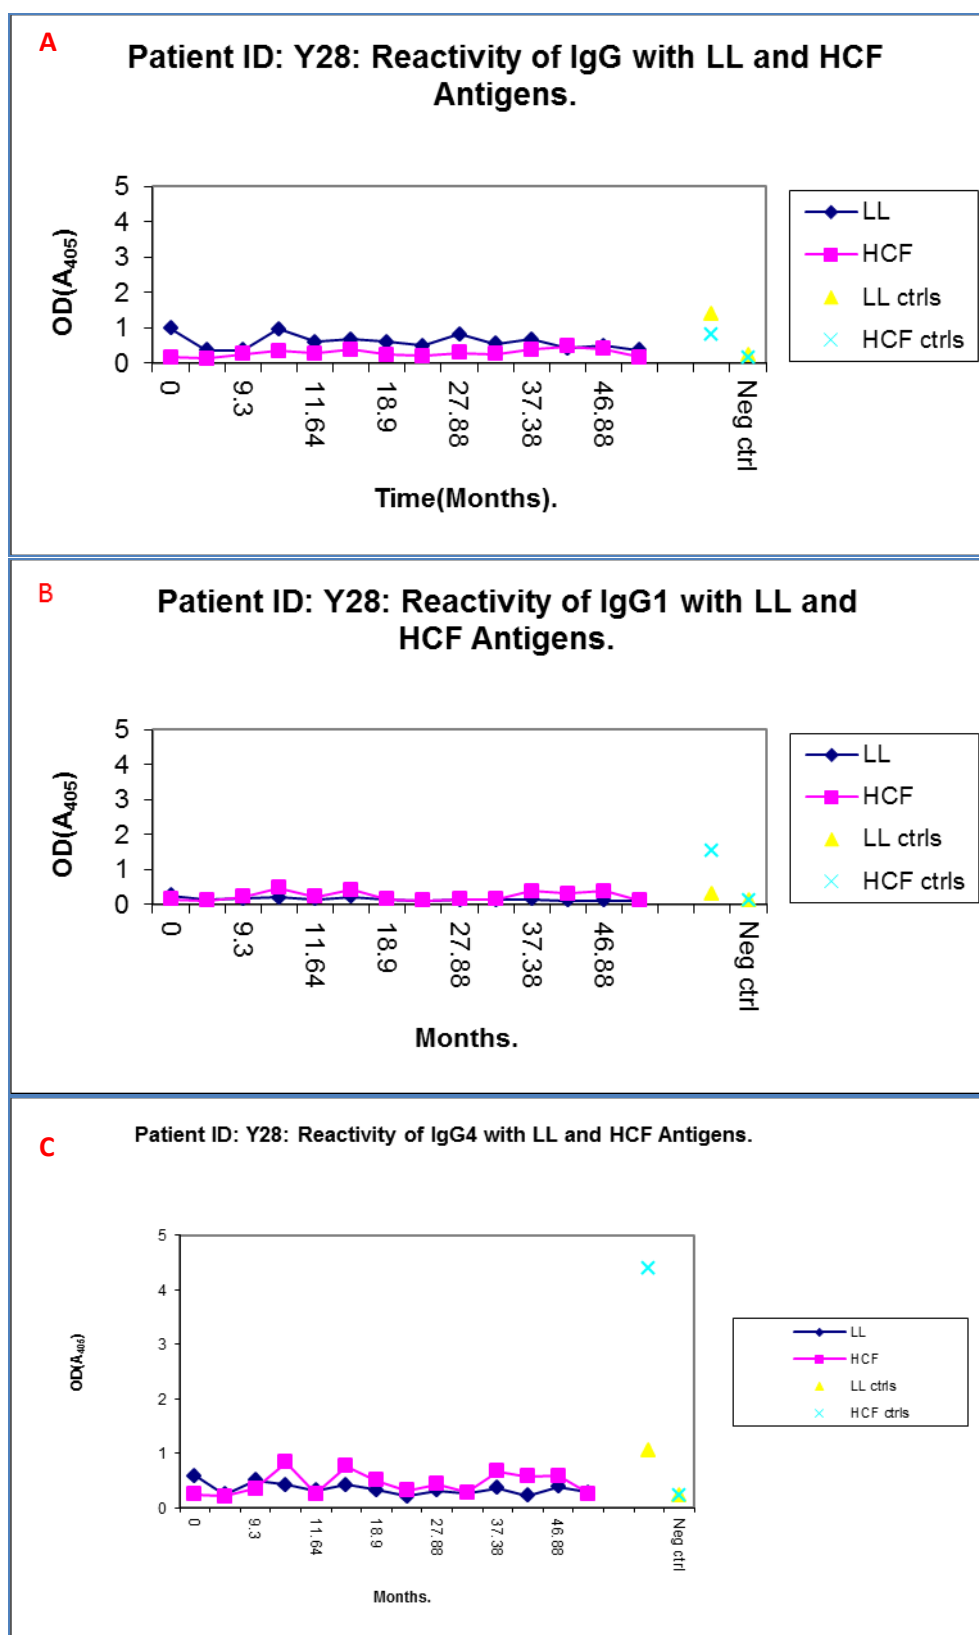 A
Patient ID: Y28: Reactivity of IgG with LL and HCF
Antigens.
5
4
3
2
1
0
OD(A₄₀₅)
0
9.3
11.64
18.9
27.88
37.38
46.88
Neg ctrl
Time(Months).
LL
HCF
LL ctrls
HCF ctrls
B
Patient ID: Y28: Reactivity of IgG1 with LL and
HCF Antigens.
5
4
3
2
1
0
OD(A₄₀₅)
0
9.3
11.64
18.9
27.88
37.38
46.88
Neg ctrl
Months.
LL
HCF
LL ctrls
HCF ctrls
C
Patient ID: Y28: Reactivity of IgG4 with LL and HCF Antigens.
5
4
3
2
1
0
OD(A₄₀₅)
0
9.3
11.64
18.9
27.88
37.38
46.88
Neg ctrl
Months.
LL
HCF
LL ctrls
HCF ctrls